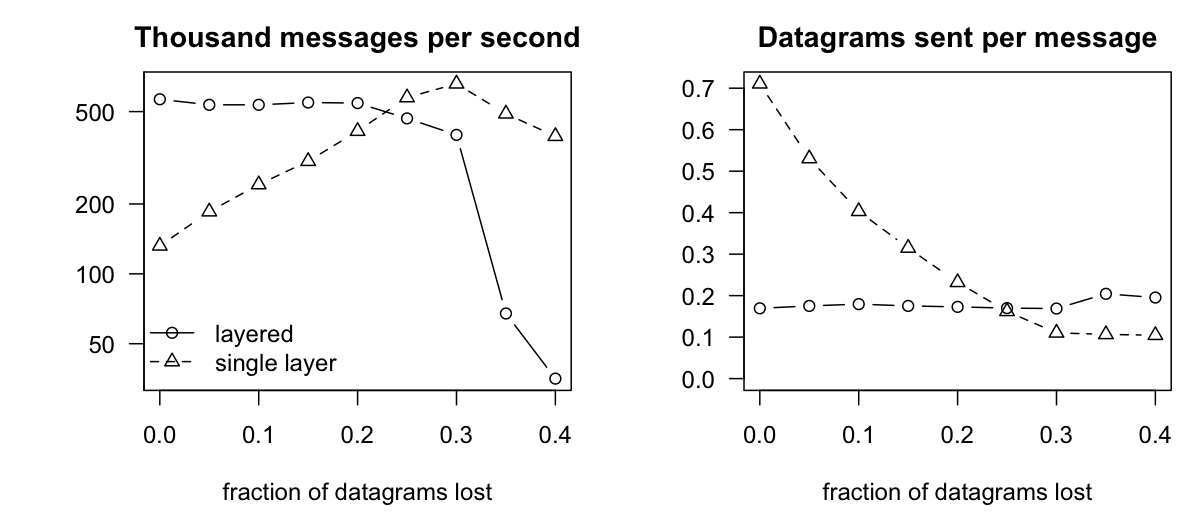 Thousand messages per second
500
200
100
50
layered
single layer
0.0 0.1 0.2 0.3 0.4
fraction of datagrams lost
Datagrams sent per message
0.7
0.6
0.5
0.4
0.3
0.2
0.1
0.0
0.0 0.1 0.2 0.3 0.4
fraction of datagrams lost